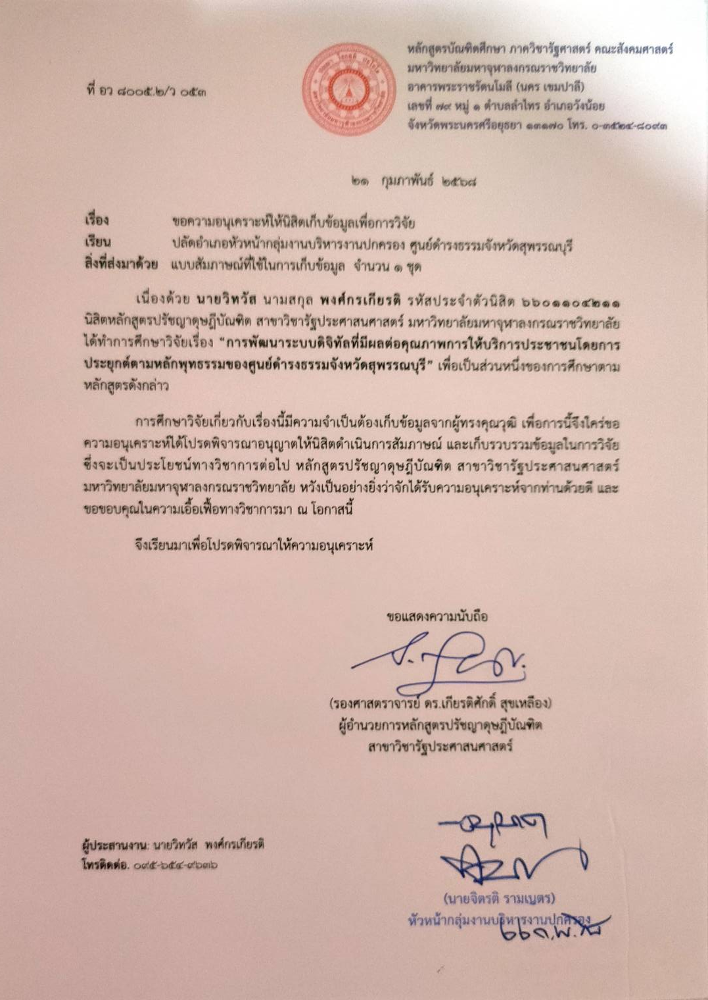 หลักสูตรบัณฑิตศึกษา ภาควิชารัฐศาสตร์ คณะสังคมศาสตร์
มหาวิทยาลัยมหาจุฬาลงกรณราชวิทยาลัย
อาคารพระราชรัตนโมลี (นคร เขมปาลี)
เลขที่ ๗๙ หมู่ ๑ ตำบลลำไทร อำเภอวังน้อย
จังหวัดพระนครศรีอยุธยา ๑๓๑๗๐ โทร. ๐-๓๕๒๔-๘๐๙๓
ที่ อว ๘๐๐๕.๒/ว ๐๕๓
๒๑ กุมภาพันธ์ ๒๕๖๘
เรื่อง ขอความอนุเคราะห์ให้นิสิตเก็บข้อมูลเพื่อการวิจัย
เรียน ปลัดอำเภอหัวหน้ากลุ่มงานบริหารงานปกครอง ศูนย์ดำรงธรรมจังหวัดสุพรรณบุรี
สิ่งที่ส่งมาด้วย แบบสัมภาษณ์ที่ใช้ในการเก็บข้อมูล จำนวน ๑ ชุด
เนื่องด้วย นายวิทวัส นามสกุล พงศ์กรเกียรติ รหัสประจำตัวนิสิต ๖๖๐๑๑๐๔๒๑๑
นิสิตหลักสูตรปรัชญาดุษฎีบัณฑิต สาขาวิชารัฐประศาสนศาสตร์ มหาวิทยาลัยมหาจุฬาลงกรณราชวิทยาลัย
ได้ทำการศึกษาวิจัยเรื่อง “การพัฒนาระบบดิจิทัลที่มีผลต่อคุณภาพการให้บริการประชาชนโดยการ
ประยุกต์ตามหลักพุทธรรมของศูนย์ดำรงธรรมจังหวัดสุพรรณบุรี” เพื่อเป็นส่วนหนึ่งของการศึกษาตาม
หลักสูตรดังกล่าว
การศึกษาวิจัยเกี่ยวกับเรื่องนี้มีความจำเป็นต้องเก็บข้อมูลจากผู้ทรงคุณวุฒิ เพื่อการนี้จึงใคร่ขอ
ความอนุเคราะห์ได้โปรดพิจารณาอนุญาตให้นิสิตดำเนินการสัมภาษณ์ และเก็บรวบรวมข้อมูลในการวิจัย
ซึ่งจะเป็นประโยชน์ทางวิชาการต่อไป หลักสูตรปรัชญาดุษฎีบัณฑิต สาขาวิชารัฐประศาสนศาสตร์
มหาวิทยาลัยมหาจุฬาลงกรณราชวิทยาลัย หวังเป็นอย่างยิ่งว่าจักได้รับความอนุเคราะห์จากท่านด้วยดี และ
ขอขอบคุณในความเอื้อเฟื้อทางวิชาการมา ณ โอกาสนี้
จึงเรียนมาเพื่อโปรดพิจารณาให้ความอนุเคราะห์
ขอแสดงความนับถือ
(รองศาสตราจารย์ ดร.เกียรติศักดิ์ สุขเหลือง)
ผู้อำนวยการหลักสูตรปรัชญาดุษฎีบัณฑิต
สาขาวิชารัฐประศาสนศาสตร์
-อนุญาต
ผู้ประสานงาน: นายวิทวัส พงศ์กรเกียรติ
โทรติดต่อ. ๐๙๕-๖๕๔-๙๖๓๖
(นายจิตรติ รามเนตร)
หัวหน้ากลุ่มงานบริหารงานปกครอง
ก.พ. ๖๘